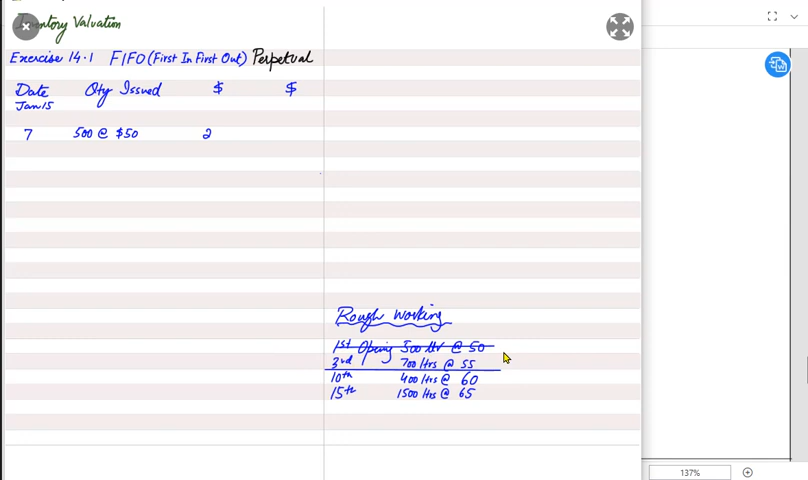 Inventory Valuation
Exercise 14.1 FIFO (First In First Out) Perpetual
Date Qty Issued $ $
Jan 15
7 500 @ $50 2
Rough Working
1st Opening 500 ltr @ 50
3rd 700 ltrs @ 55
10th 400 ltrs @ 60
15th 1500 ltrs @ 65
137%